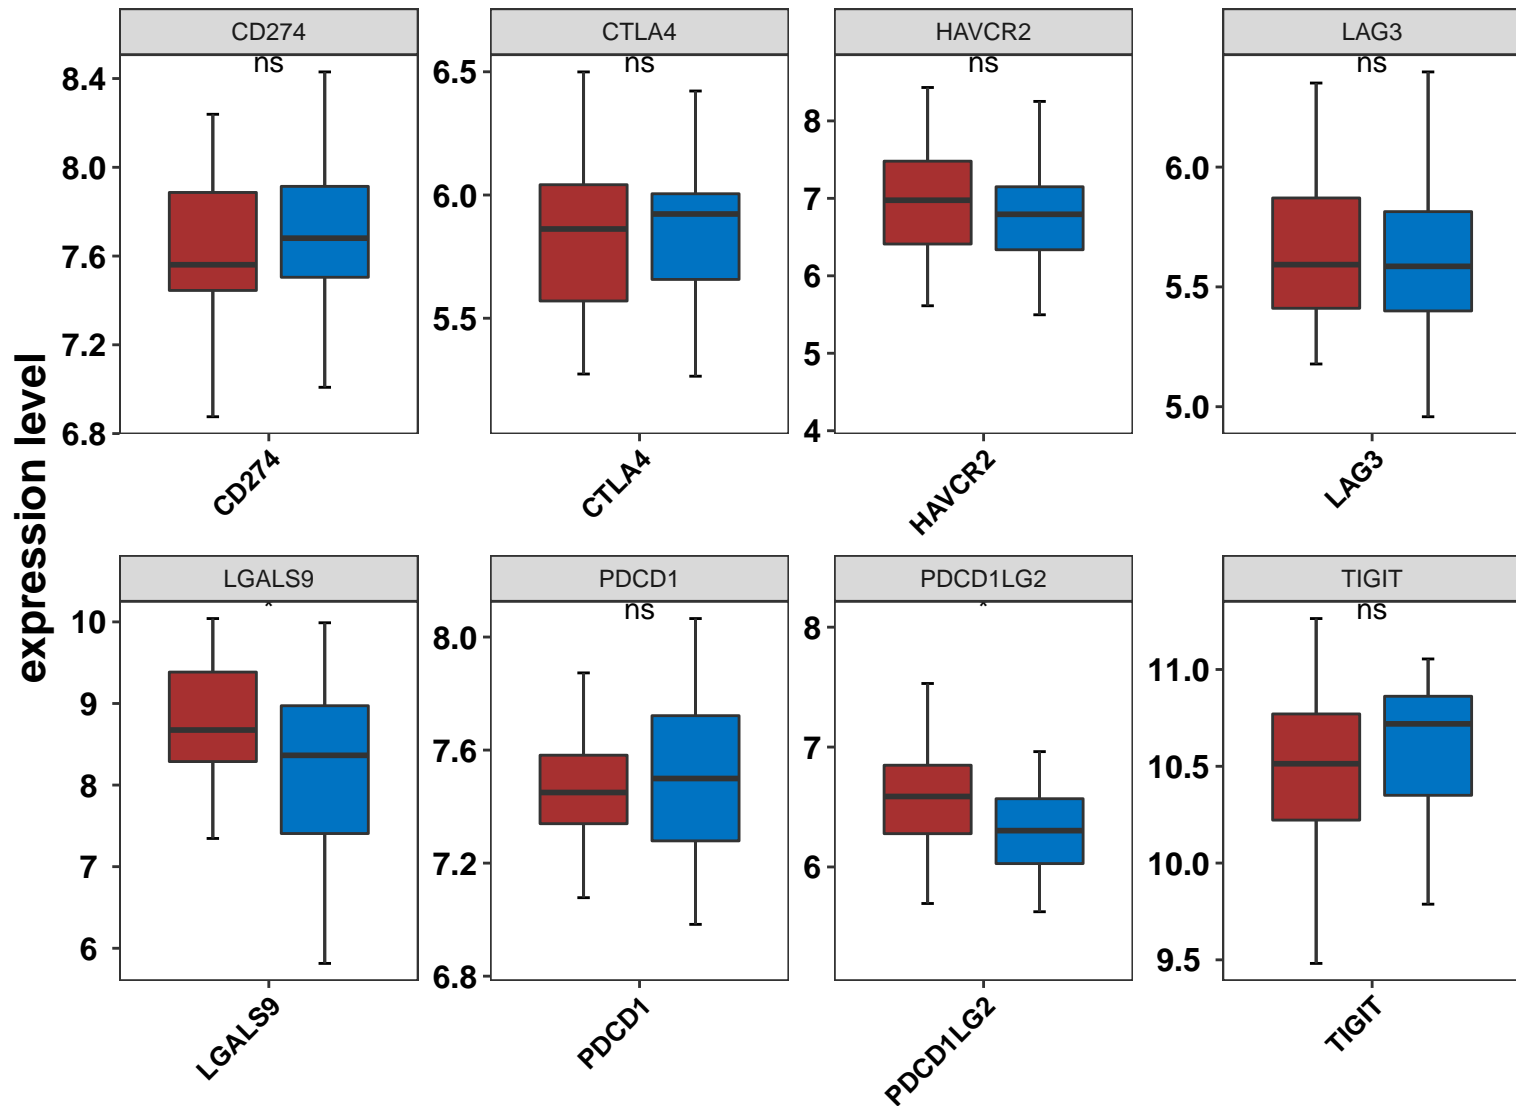 expression level
CD274
ns
8.4
8.0
7.6
7.2
6.8
CD274
CTLA4
ns
6.5
6.0
5.5
CTLA4
HAVCR2
ns
8
7
6
5
4
HAVCR2
LAG3
ns
6.0
5.5
5.0
LAG3
LGALS9
*
10
9
8
7
6
LGALS9
PDCD1
ns
8.0
7.6
7.2
6.8
PDCD1
PDCD1LG2
*
8
7
6
PDCD1LG2
TIGIT
ns
11.0
10.5
10.0
9.5
TIGIT